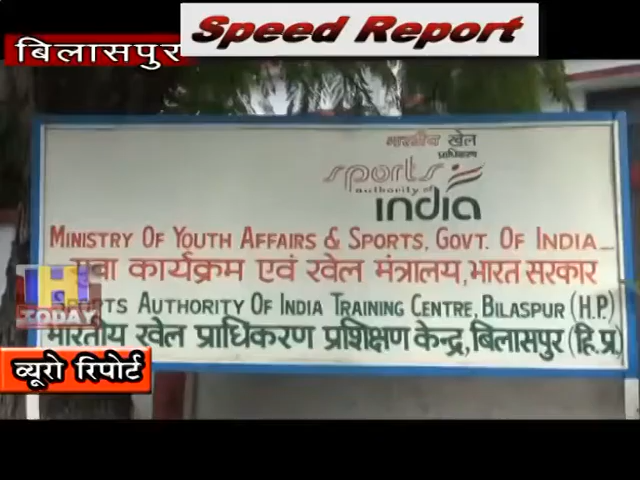 Speed Report
बिलासपुर
भारतीय खेल
प्राधिकरण
sports
authority of
india
MINISTRY OF YOUTH AFFAIRS & SPORTS, GOVT. OF INDIA
युवा कार्यक्रम एवं खेल मंत्रालय,भारत सरकार
SPORTS AUTHORITY OF INDIA TRAINING CENTRE, BILASPUR (H.P.)
भारतीय खेल प्राधिकरण प्रशिक्षण केन्द्र,बिलासपुर (हि.प्र.)
H
TODAY
ब्यूरो रिपोर्ट